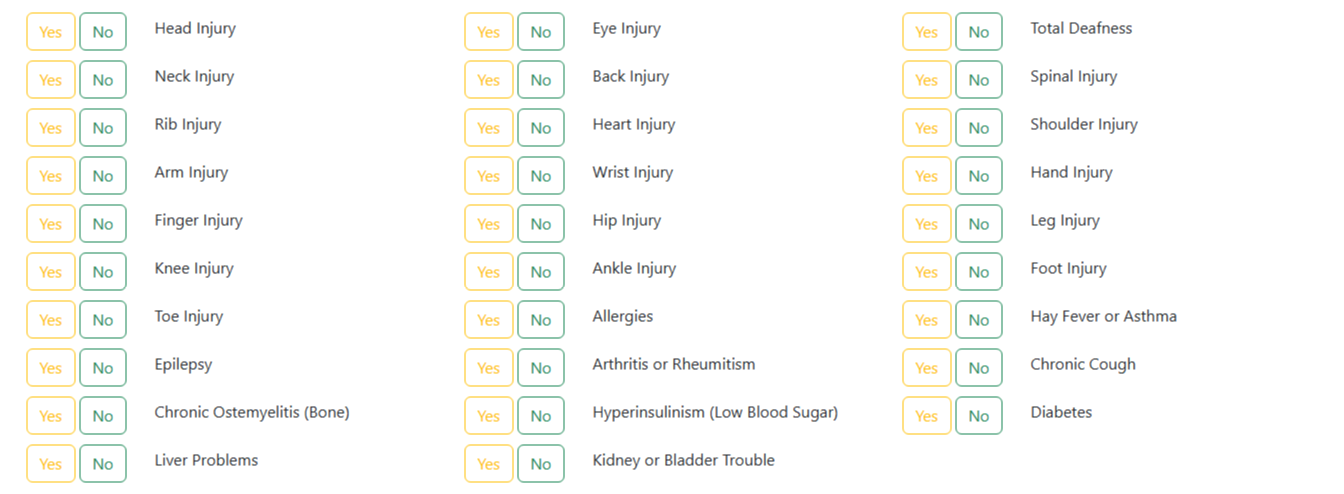 Yes No Head Injury Yes No Eye Injury Yes No Total Deafness
Yes No Neck Injury Yes No Back Injury Yes No Spinal Injury
Yes No Rib Injury Yes No Heart Injury Yes No Shoulder Injury
Yes No Arm Injury Yes No Wrist Injury Yes No Hand Injury
Yes No Finger Injury Yes No Hip Injury Yes No Leg Injury
Yes No Knee Injury Yes No Ankle Injury Yes No Foot Injury
Yes No Toe Injury Yes No Allergies Yes No Hay Fever or Asthma
Yes No Epilepsy Yes No Arthritis or Rheumitism Yes No Chronic Cough
Yes No Chronic Ostemyelitis (Bone) Yes No Hyperinsulinism (Low Blood Sugar) Yes No Diabetes
Yes No Liver Problems Yes No Kidney or Bladder Trouble